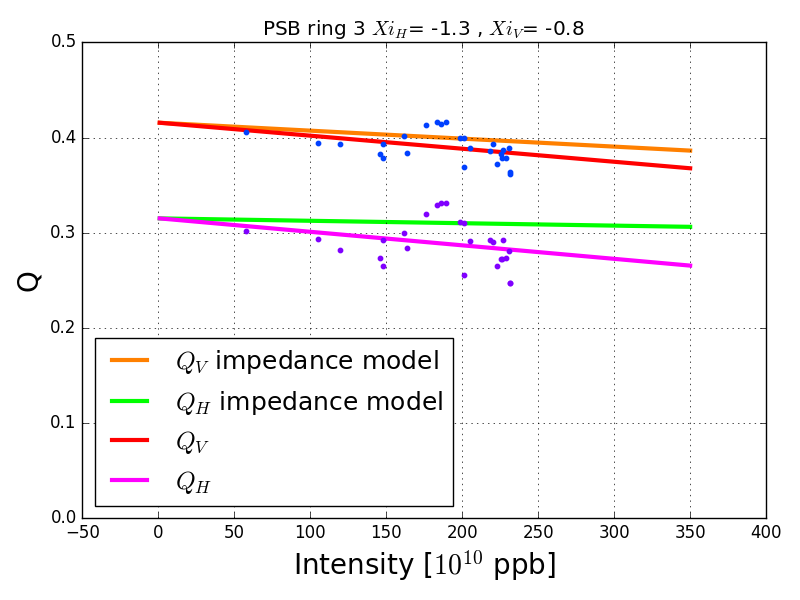 PSB ring 3 Xi_H= -1.3 , Xi_V= -0.8
0.5
0.4
0.3
0.2
0.1
0.0
Q
Q_V impedance model
Q_H impedance model
Q_V
Q_H
−50 0 50 100 150 200 250 300 350 400
Intensity [10^10 ppb]